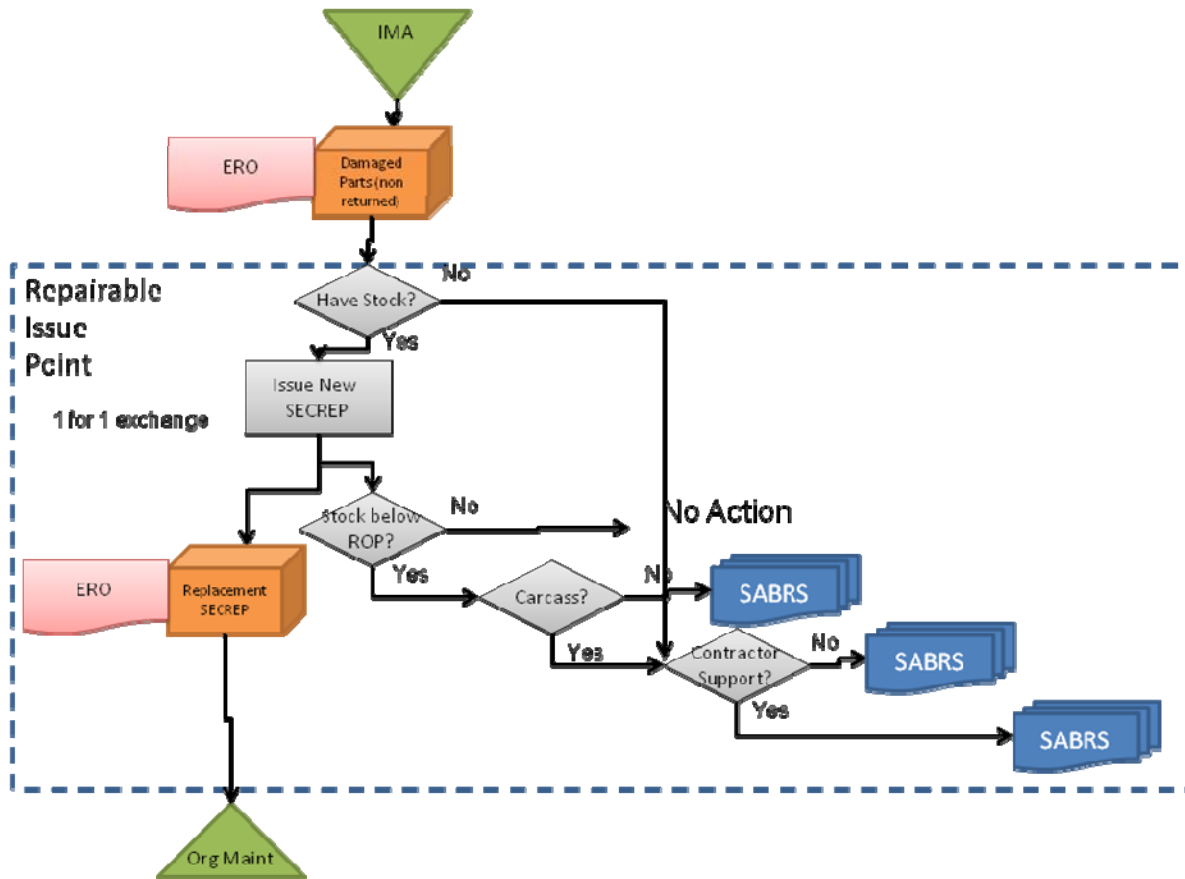 IMA
ERO
Damaged
Parts(non
returned)
No
Repairable
Issue
Point
Have Stock?
Yes
Issue New
SECREP
1 for 1 exchange
Stock below
ROP?
No
No Action
ERO
Replacement
SECREP
Yes
Carcass?
No
SABRS
Yes
Contractor
Support?
No
SABRS
Yes
SABRS
Org Maint